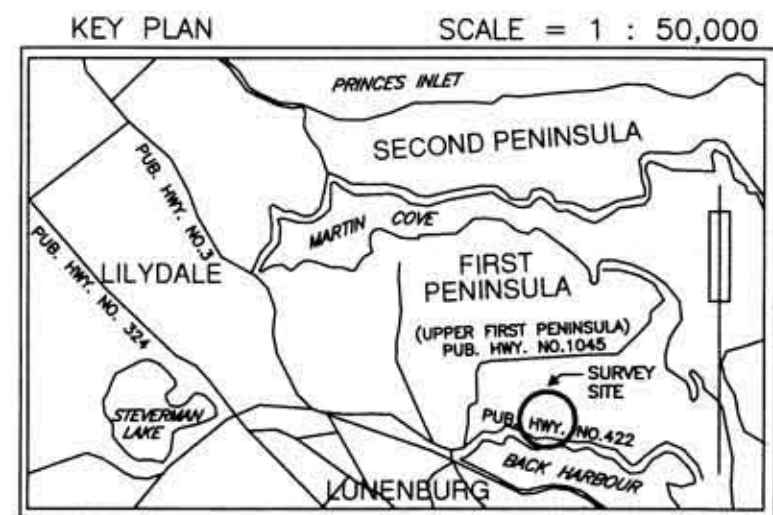 KEY PLAN SCALE = 1 : 50,000
PRINCES INLET
SECOND PENINSULA
PUB. HWY. NO.3
MARTIN COVE
PUB. HWY. NO. 324
LILYDALE
FIRST
PENINSULA
(UPPER FIRST PENINSULA)
PUB. HWY. NO.1045
SURVEY
SITE
STEVERMAN
LAKE
PUB. HWY. NO.422
BACK HARBOUR
LUNENBURG